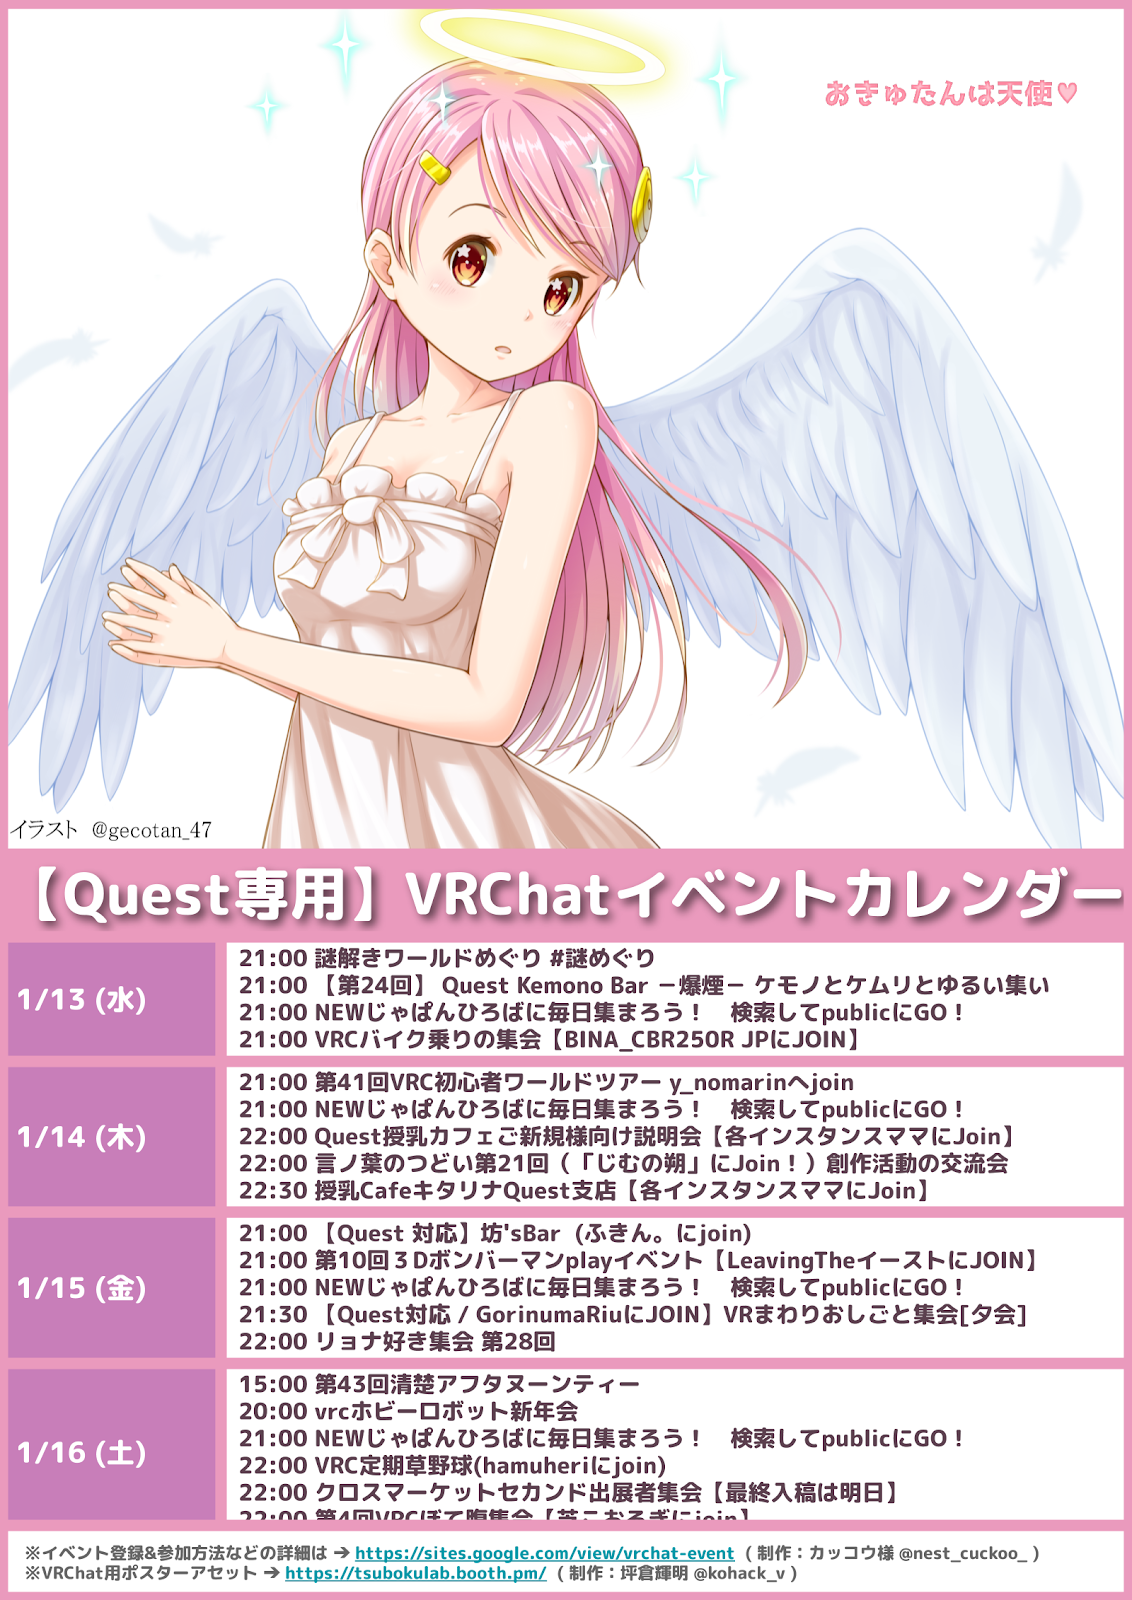 おきゅたんは天使♥
イラスト @gecotan_47
【Quest専用】VRChatイベントカレンダー
1/13 (水)
21:00 謎解きワールドめぐり #謎めぐり
21:00 【第24回】 Quest Kemono Bar －爆煙－ ケモノとケムリとゆるい集い
21:00 NEWじゃぱんひろばに毎日集まろう！　検索してpublicにGO！
21:00 VRCバイク乗りの集会【BINA_CBR250R JPにJOIN】
1/14 (木)
21:00 第41回VRC初心者ワールドツアー y_nomarinへjoin
21:00 NEWじゃぱんひろばに毎日集まろう！　検索してpublicにGO！
22:00 Quest授乳カフェご新規様向け説明会【各インスタンスママにJoin】
22:00 言ノ葉のつどい第21回（「じむの朔」にJoin！）創作活動の交流会
22:30 授乳CafeキタリナQuest支店【各インスタンスママにJoin】
1/15 (金)
21:00 【Quest 対応】坊'sBar（ふきん。にjoin)
21:00 第10回３Dボンバーマンplayイベント【LeavingTheイーストにJOIN】
21:00 NEWじゃぱんひろばに毎日集まろう！　検索してpublicにGO！
21:30 【Quest対応 / GorinumaRiuにJOIN】VRまわりおしごと集会[夕会]
22:00 リョナ好き集会 第28回
1/16 (土)
15:00 第43回清楚アフタヌーンティー
20:00 vrcホビーロボット新年会
21:00 NEWじゃぱんひろばに毎日集まろう！　検索してpublicにGO！
22:00 VRC定期草野球(hamuheriにjoin)
22:00 クロスマーケットセカンド出展者集会【最終入稿は明日】
22:00 第4回VRCぼて腹集会
※イベント登録&参加方法などの詳細は ➔ https://sites.google.com/view/vrchat-event ( 制作：カッコウ様 @nest_cuckoo_ )
※VRChat用ポスターアセット ➔ https://tsubokulab.booth.pm/ ( 制作：坪倉輝明 @kohack_v )